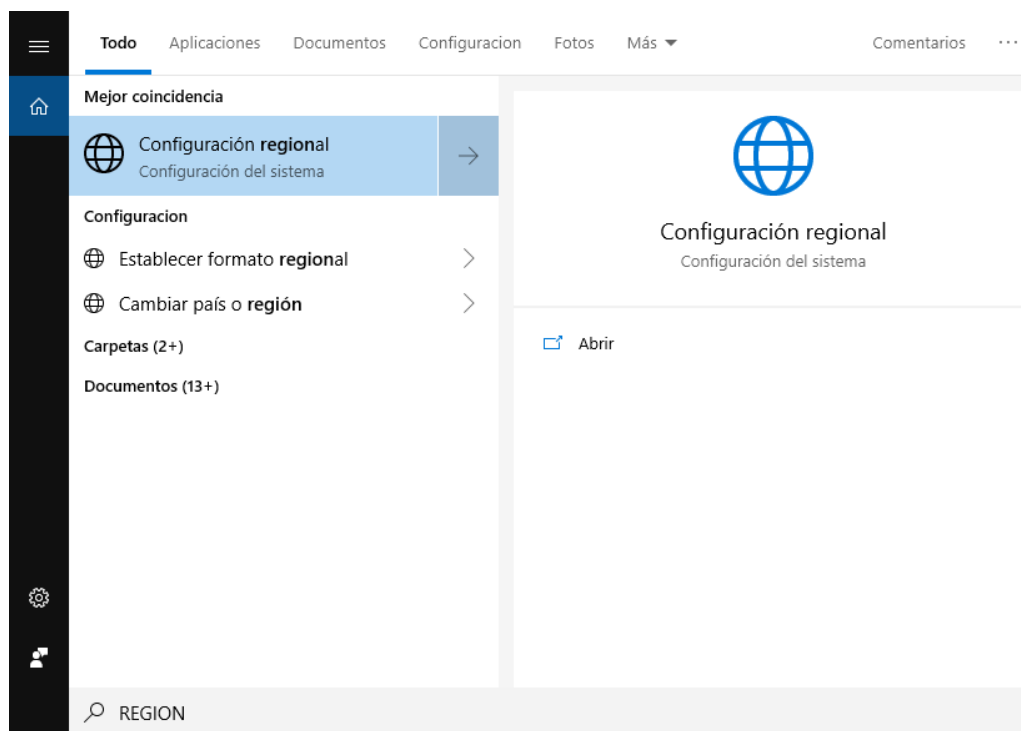 Todo Aplicaciones Documentos Configuracion Fotos Más Comentarios ...
Mejor coincidencia
Configuración regional
Configuración del sistema
Configuracion
Establecer formato regional
Cambiar país o región
Carpetas (2+)
Documentos (13+)
Configuración regional
Configuración del sistema
Abrir
REGION